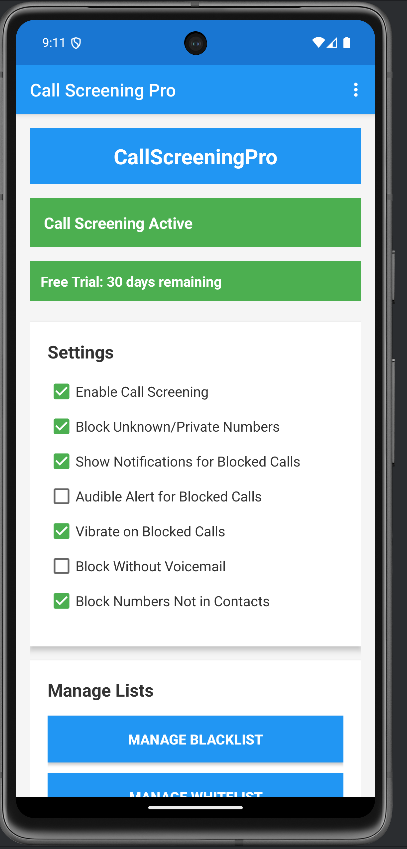 9:11
Call Screening Pro
CallScreeningPro
Call Screening Active
Free Trial: 30 days remaining
Settings
Enable Call Screening
Block Unknown/Private Numbers
Show Notifications for Blocked Calls
Audible Alert for Blocked Calls
Vibrate on Blocked Calls
Block Without Voicemail
Block Numbers Not in Contacts
Manage Lists
MANAGE BLACKLIST
MANAGE WHITELIST